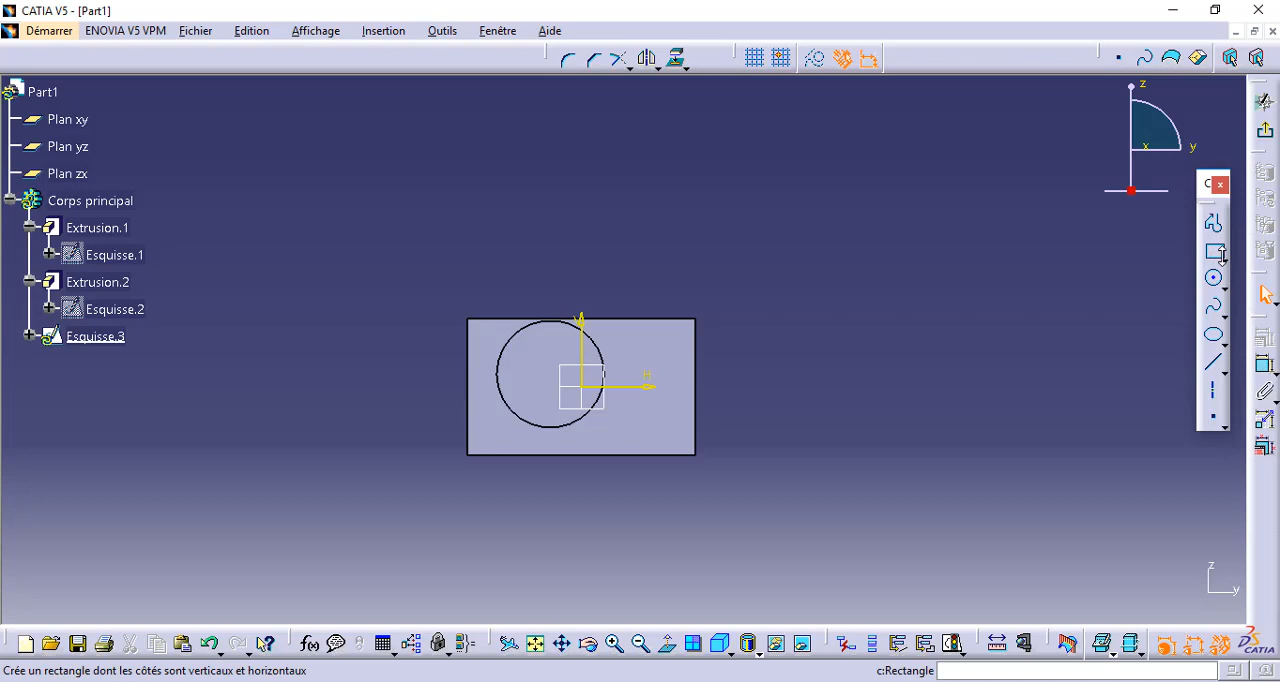 CATIA V5 - [Part1]
Démarrer ENOVIA V5 VPM Fichier Edition Affichage Insertion Outils Fenêtre Aide
Part1
Plan xy
Plan yz
Plan zx
Corps principal
Extrusion.1
Esquisse.1
Extrusion.2
Esquisse.2
Esquisse.3
z
x
y
C x
V
H
z
y
f(x)
CATIA
Crée un rectangle dont les côtés sont verticaux et horizontaux
c:Rectangle